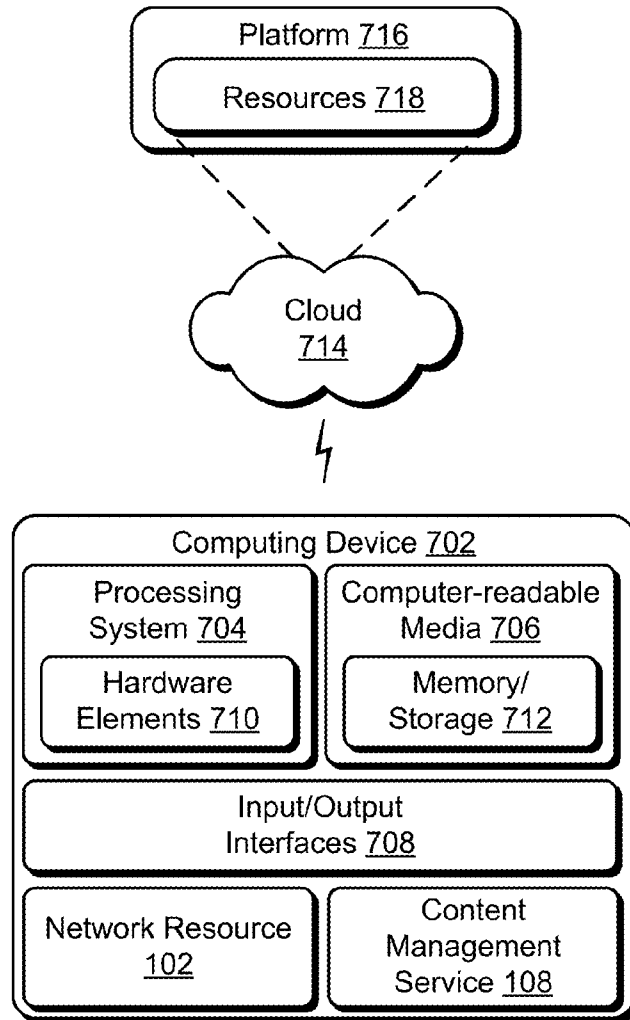 Platform 716
Resources 718
Cloud
714
Computing Device 702
Processing
System 704
Hardware
Elements 710
Computer-readable
Media 706
Memory/
Storage 712
Input/Output
Interfaces 708
Network Resource
102
Content
Management
Service 108